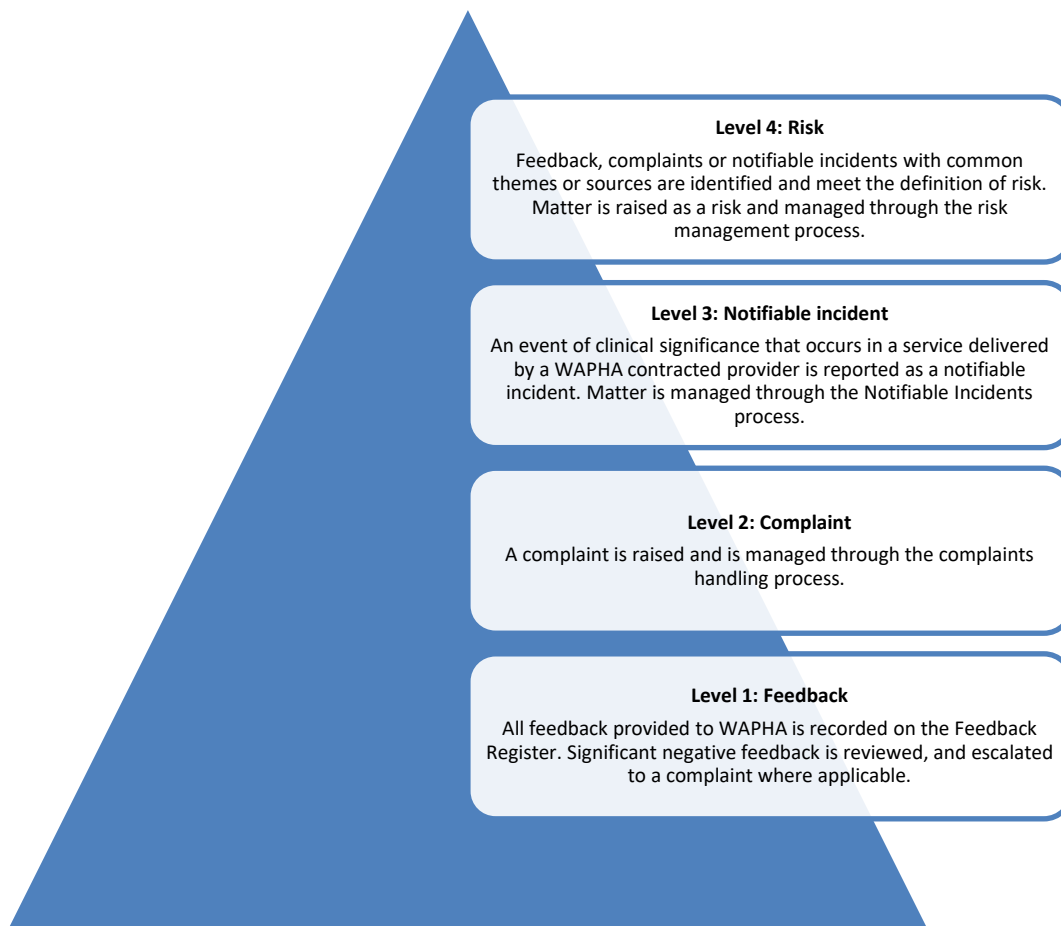 Level 4: Risk
Feedback, complaints or notifiable incidents with common
themes or sources are identified and meet the definition of risk.
Matter is raised as a risk and managed through the risk
management process.
Level 3: Notifiable incident
An event of clinical significance that occurs in a service delivered
by a WAPHA contracted provider is reported as a notifiable
incident. Matter is managed through the Notifiable Incidents
process.
Level 2: Complaint
A complaint is raised and is managed through the complaints
handling process.
Level 1: Feedback
All feedback provided to WAPHA is recorded on the Feedback
Register. Significant negative feedback is reviewed, and escalated
to a complaint where applicable.